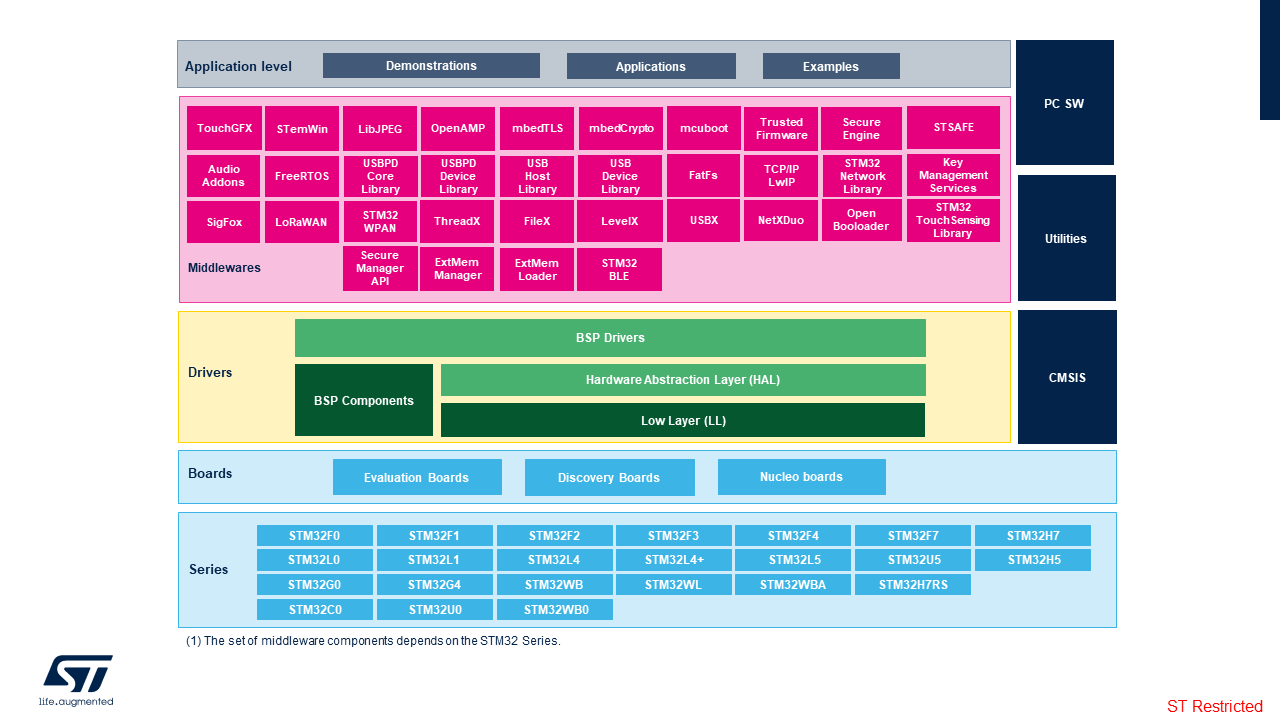 Application level
Demonstrations
Applications
Examples
PC SW
TouchGFX
STemWin
LibJPEG
OpenAMP
mbedTLS
mbedCrypto
mcuboot
Trusted
Firmware
Secure
Engine
STSAFE
Audio
Addons
FreeRTOS
USBPD
Core
Library
USBPD
Device
Library
USB
Host
Library
USB
Device
Library
FatFs
TCP/IP
LwIP
STM32
Network
Library
Key
Management
Services
SigFox
LoRaWAN
STM32
WPAN
ThreadX
FileX
LevelX
USBX
NetXDuo
Open
Booloader
STM32
TouchSensing
Library
Utilities
Middlewares
Secure
Manager
API
ExtMem
Manager
ExtMem
Loader
STM32
BLE
Drivers
BSP Drivers
BSP Components
Hardware Abstraction Layer (HAL)
Low Layer (LL)
CMSIS
Boards
Evaluation Boards
Discovery Boards
Nucleo boards
Series
STM32F0
STM32F1
STM32F2
STM32F3
STM32F4
STM32F7
STM32H7
STM32L0
STM32L1
STM32L4
STM32L4+
STM32L5
STM32U5
STM32H5
STM32G0
STM32G4
STM32WB
STM32WL
STM32WBA
STM32H7RS
STM32C0
STM32U0
STM32WB0
(1) The set of middleware components depends on the STM32 Series.
ST
life.augmented
ST Restricted